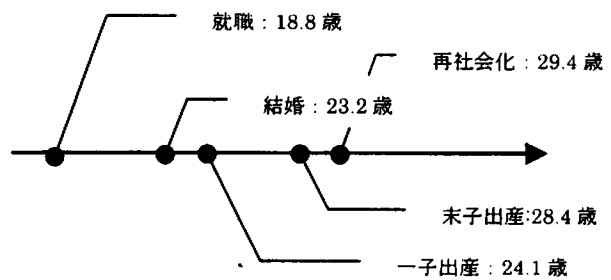 就職：18.8 歳
再社会化：29.4 歳
結婚：23.2 歳
末子出産:28.4 歳
一子出産：24.1 歳